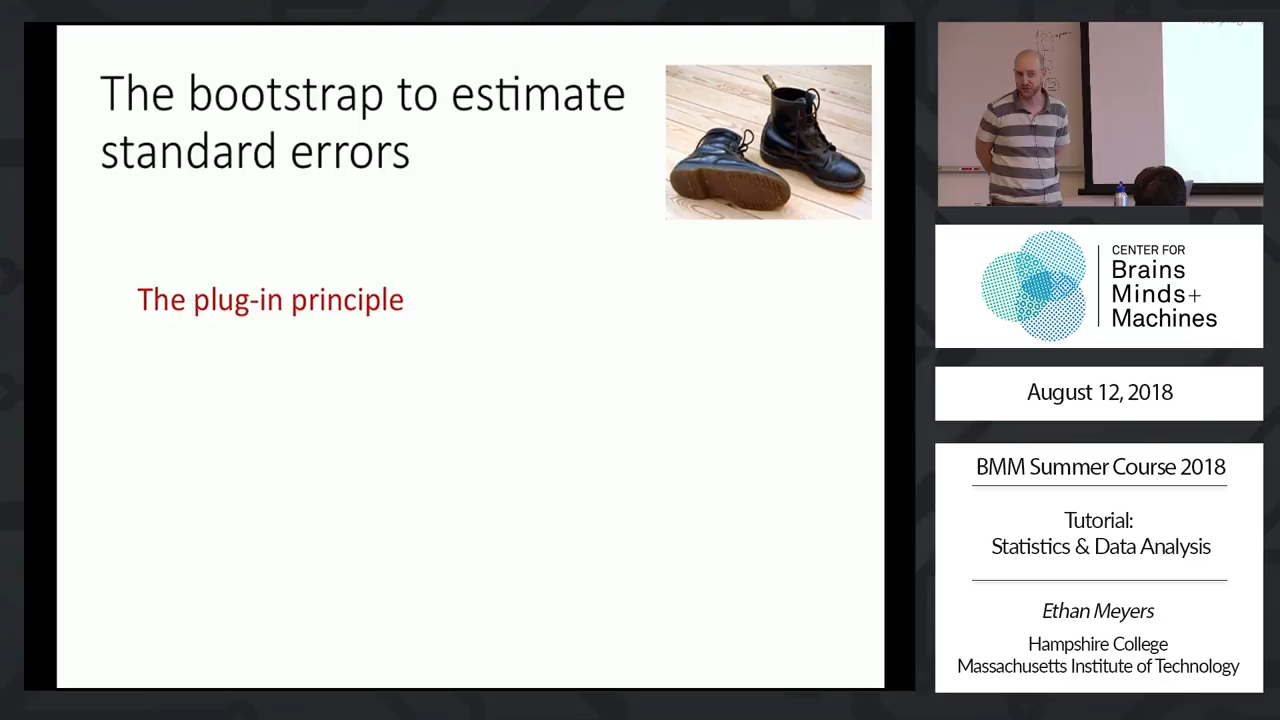 The bootstrap to estimate
standard errors
The plug-in principle
CENTER FOR
Brains
Minds+
Machines
August 12, 2018
BMM Summer Course 2018
Tutorial:
Statistics & Data Analysis
Ethan Meyers
Hampshire College
Massachusetts Institute of Technology